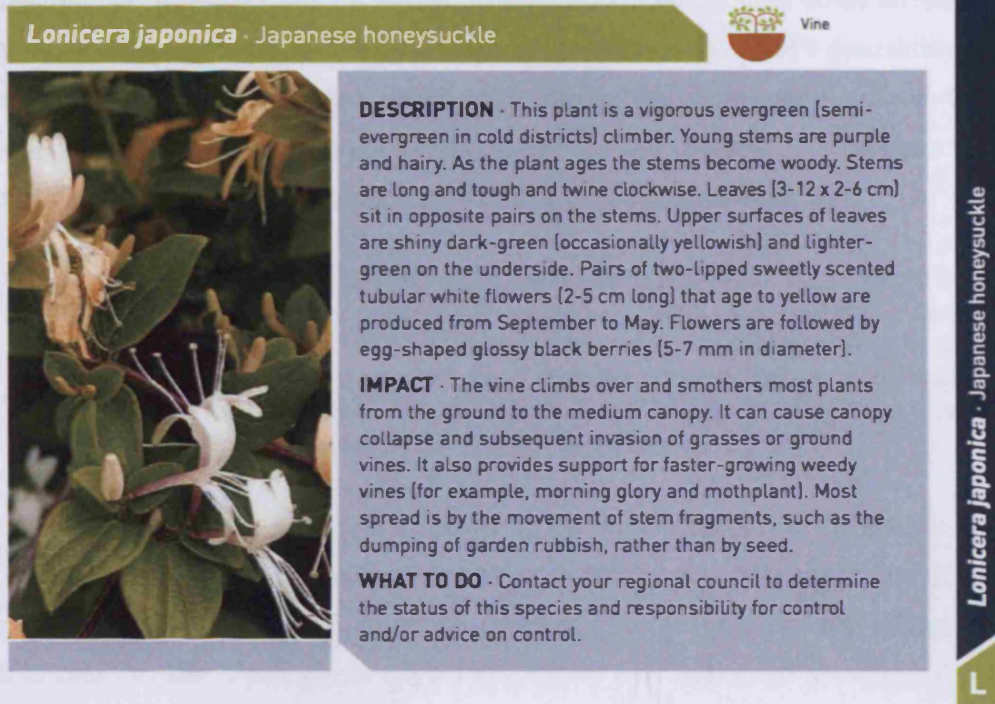 Lonicera japonica · Japanese honeysuckle
Vine
DESCRIPTION · This plant is a vigorous evergreen (semi-
evergreen in cold districts) climber. Young stems are purple
and hairy. As the plant ages the stems become woody. Stems
are long and tough and twine clockwise. Leaves (3-12 x 2-6 cm)
sit in opposite pairs on the stems. Upper surfaces of leaves
are shiny dark-green (occasionally yellowish) and lighter-
green on the underside. Pairs of two-lipped sweetly scented
tubular white flowers (2-5 cm long) that age to yellow are
produced from September to May. Flowers are followed by
egg-shaped glossy black berries (5-7 mm in diameter).
IMPACT · The vine climbs over and smothers most plants
from the ground to the medium canopy. It can cause canopy
collapse and subsequent invasion of grasses or ground
vines. It also provides support for faster-growing weedy
vines (for example, morning glory and mothplant). Most
spread is by the movement of stem fragments, such as the
dumping of garden rubbish, rather than by seed.
WHAT TO DO · Contact your regional council to determine
the status of this species and responsibility for control
and/or advice on control.
Lonicera japonica · Japanese honeysuckle
L